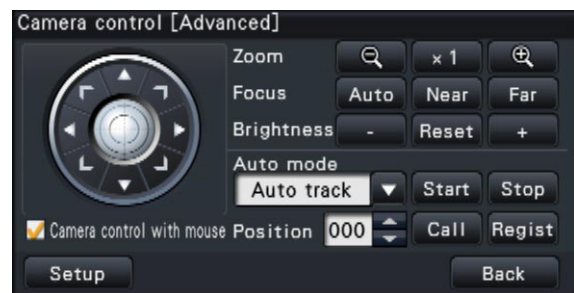 Camera control [Advanced]
Zoom × 1
Focus Auto Near Far
Brightness - Reset +
Auto mode
Auto track Start Stop
Camera control with mouse Position 000 Call Regist
Setup Back